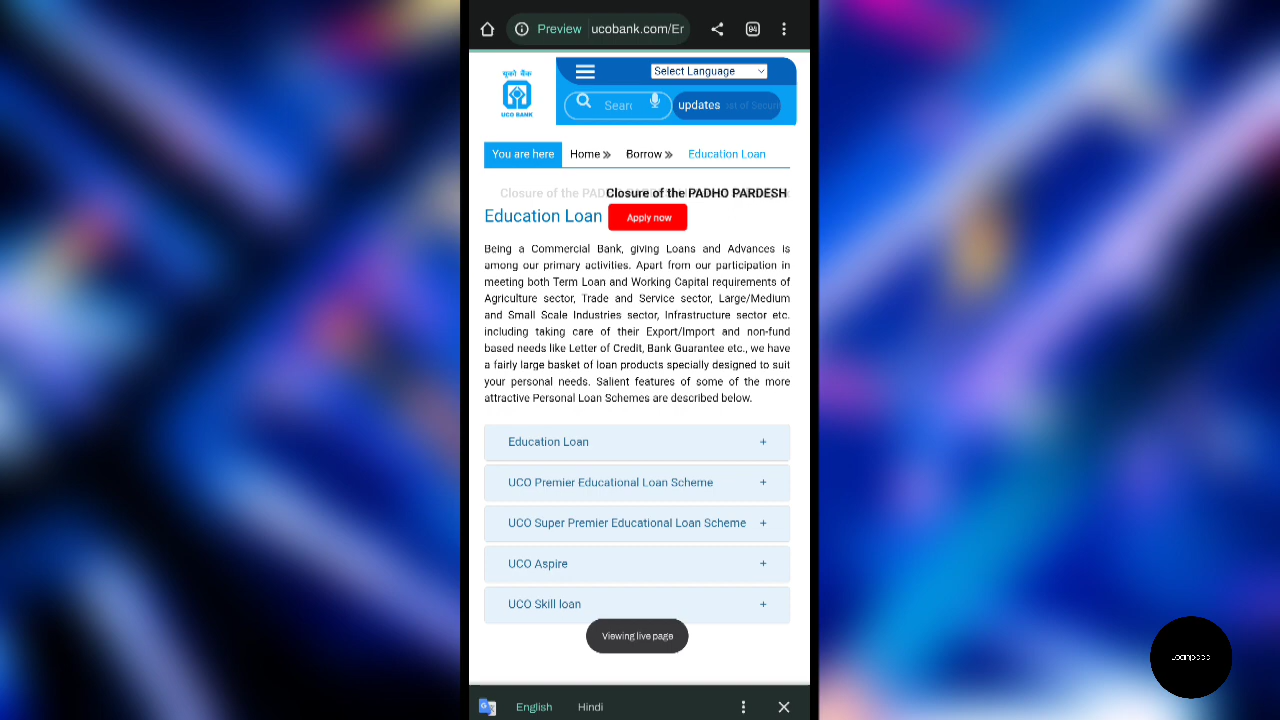 Preview ucobank.com/Er
94
यूको बैंक
UCO BANK
Select Language
Sear
updates
You are here Home Borrow Education Loan
Closure of the PADHO PARDESH
Education Loan Apply now
Being a Commercial Bank, giving Loans and Advances is
among our primary activities. Apart from our participation in
meeting both Term Loan and Working Capital requirements of
Agriculture sector, Trade and Service sector, Large/Medium
and Small Scale Industries sector, Infrastructure sector etc.
including taking care of their Export/Import and non-fund
based needs like Letter of Credit, Bank Guarantee etc., we have
a fairly large basket of loan products specially designed to suit
your personal needs. Salient features of some of the more
attractive Personal Loan Schemes are described below.
Education Loan +
UCO Premier Educational Loan Scheme +
UCO Super Premier Educational Loan Scheme +
UCO Aspire +
UCO Skill loan +
Viewing live page
English Hindi